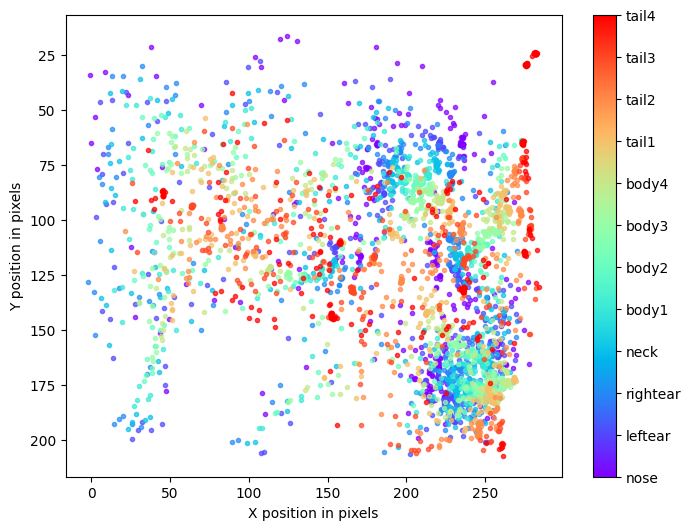 25
50
75
100
125
150
175
200
Y position in pixels
0
50
100
150
200
250
X position in pixels
tail4
tail3
tail2
tail1
body4
body3
body2
body1
neck
rightear
leftear
nose